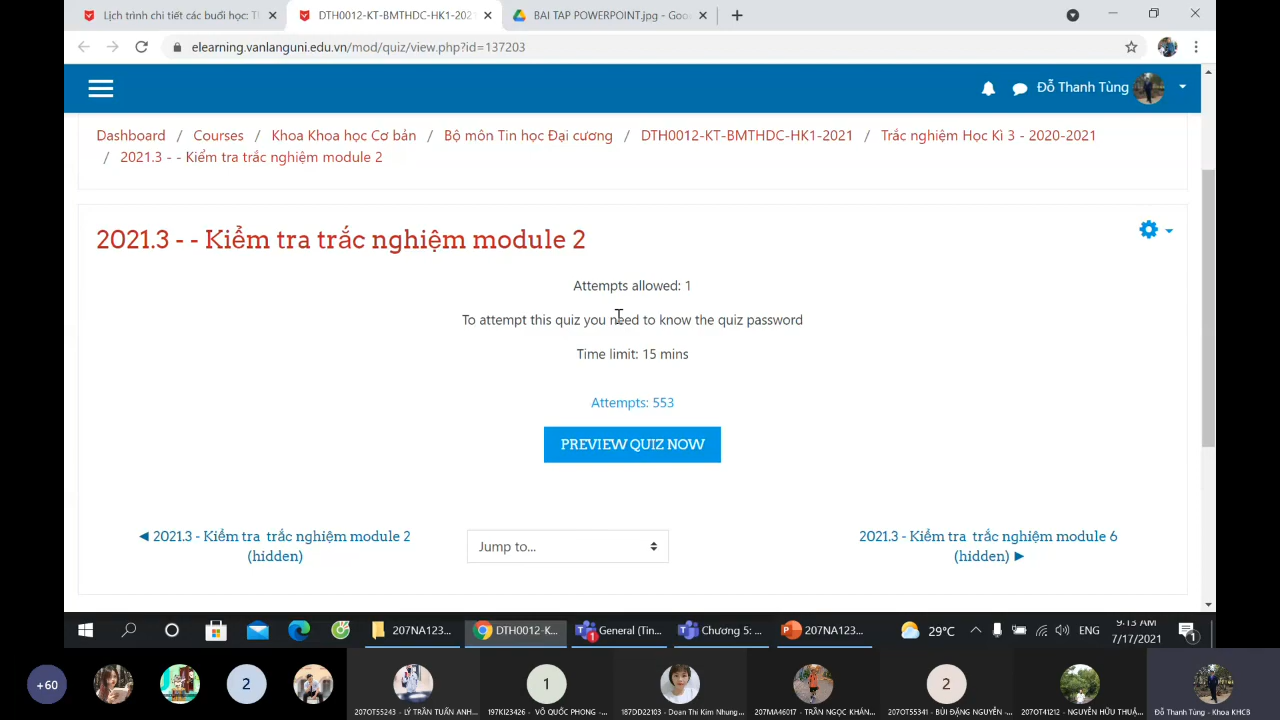 Lịch trình chi tiết các buổi học: T
DTH0012-KT-BMTHDC-HK1-2021
BAI TAP POWERPOINT.jpg - Goo
elearning.vanlanguni.edu.vn/mod/quiz/view.php?id=137203
Đỗ Thanh Tùng
Dashboard / Courses / Khoa Khoa học Cơ bản / Bộ môn Tin học Đại cương / DTH0012-KT-BMTHDC-HK1-2021 / Trắc nghiệm Học Kì 3 - 2020-2021
/ 2021.3 - - Kiểm tra trắc nghiệm module 2
2021.3 - - Kiểm tra trắc nghiệm module 2
Attempts allowed: 1
To attempt this quiz you need to know the quiz password
Time limit: 15 mins
Attempts: 553
PREVIEW QUIZ NOW
◄ 2021.3 - Kiểm tra trắc nghiệm module 2
(hidden)
Jump to...
2021.3 - Kiểm tra trắc nghiệm module 6
(hidden) ►
207NA123...
DTH0012-K...
1
General (Tin...
Chương 5: ...
207NA123...
29°C
ENG
9:13 AM
7/17/2021
1
+60
2
1
2
207OT55243 - LÝ TRẦN TUẤN ANH...
197KI23426 - VÕ QUỐC PHONG -...
187DD22103 - Doan Thi Kim Nhung...
207MA46017 - TRẦN NGỌC KHÁN...
207OT55341 - BÙI ĐẶNG NGUYÊN -...
207OT41212 - NGUYỄN HỮU THUẬ...
Đỗ Thanh Tùng - Khoa KHCB